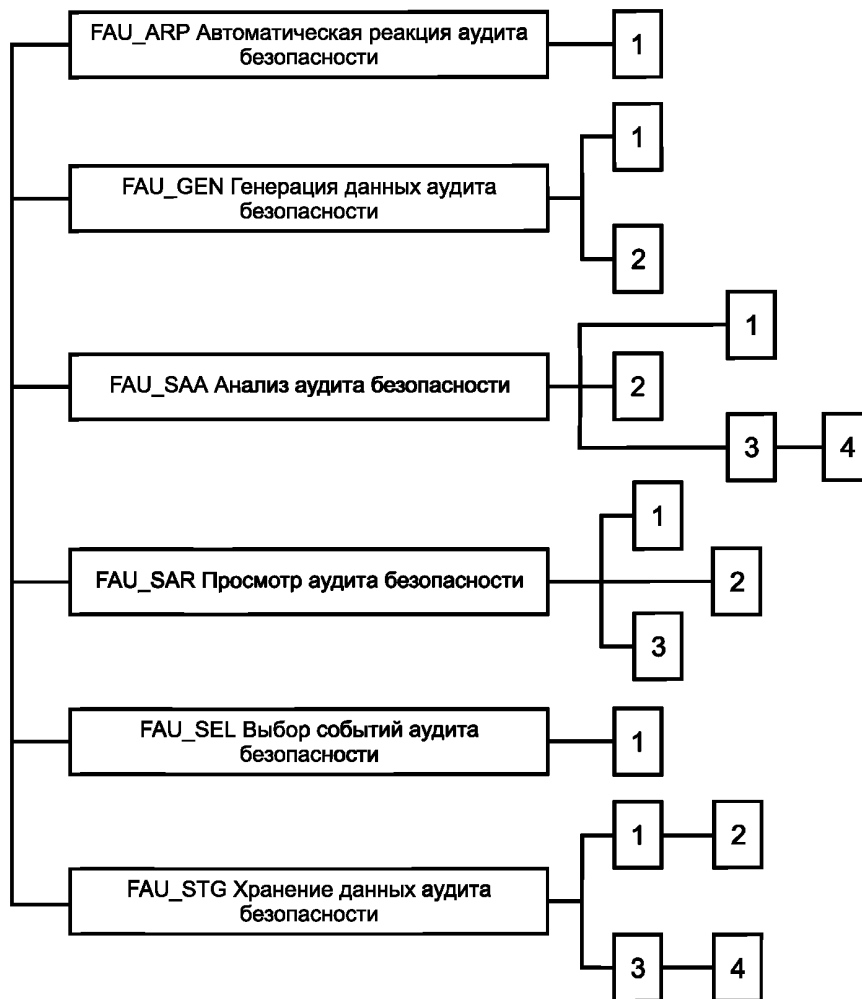 FAU_ARP Автоматическая реакция аудита
безопасности
1
FAU_GEN Генерация данных аудита
безопасности
1
2
FAU_SAA Анализ аудита безопасности
1
2
3
4
FAU_SAR Просмотр аудита безопасности
1
2
3
FAU_SEL Выбор событий аудита
безопасности
1
FAU_STG Хранение данных аудита
безопасности
1
2
3
4